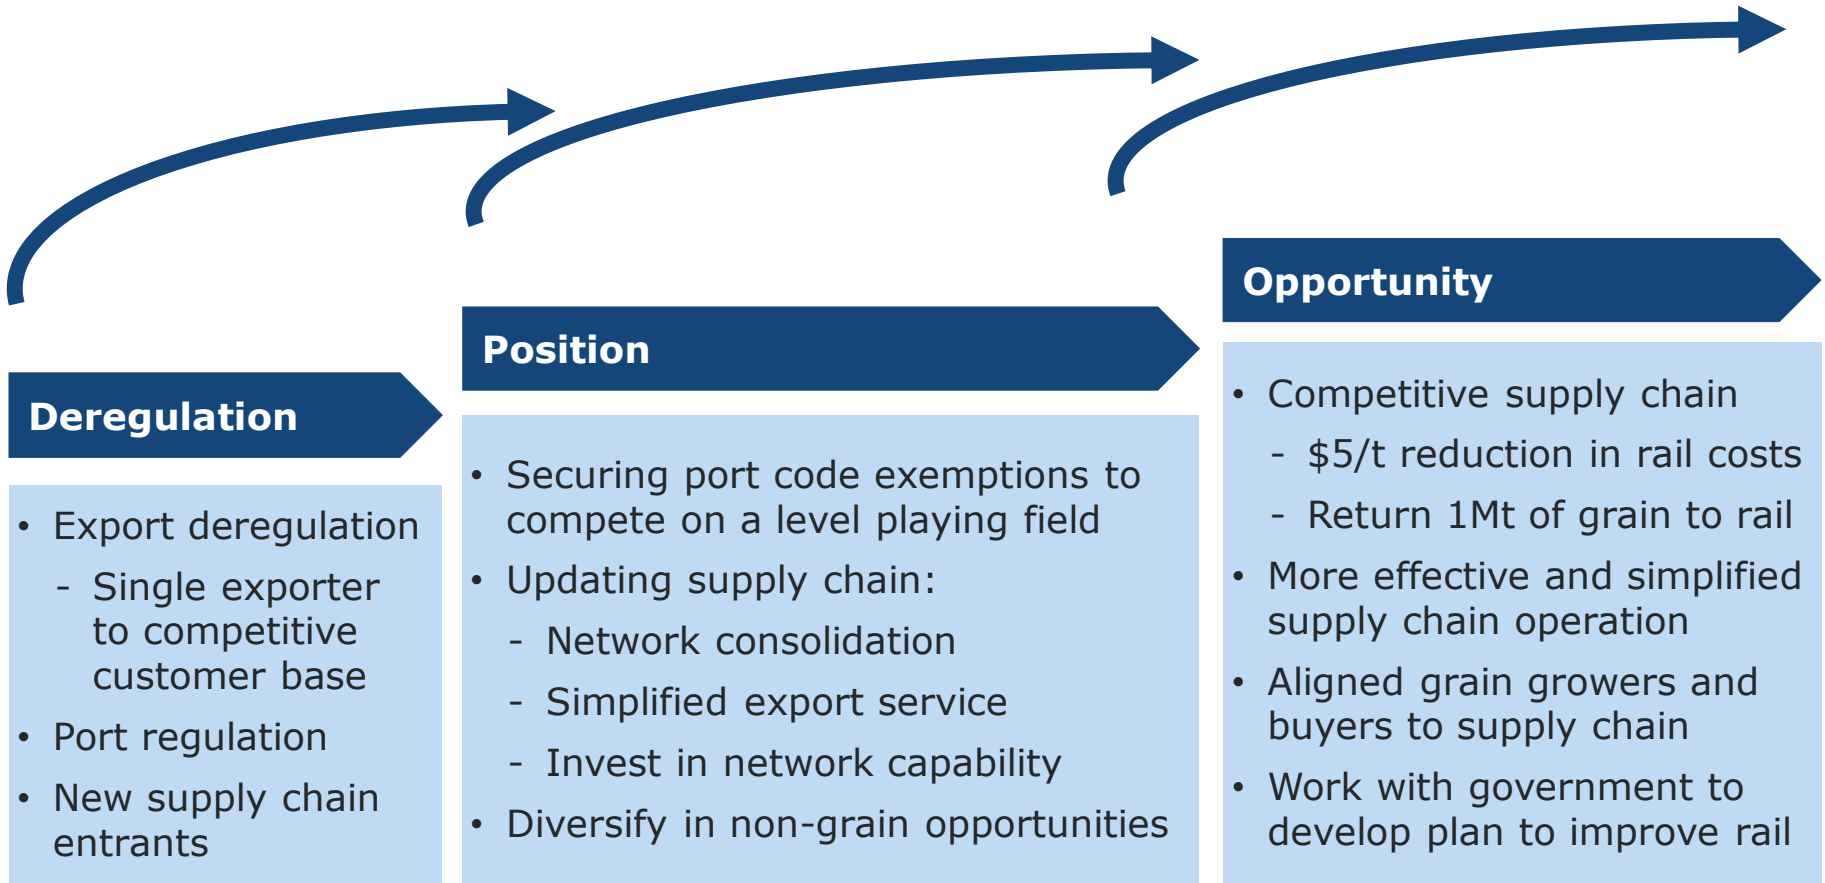 Deregulation
• Export deregulation
- Single exporter
to competitive
customer base
• Port regulation
• New supply chain
entrants
Position
• Securing port code exemptions to
compete on a level playing field
• Updating supply chain:
- Network consolidation
- Simplified export service
- Invest in network capability
• Diversify in non-grain opportunities
Opportunity
• Competitive supply chain
- $5/t reduction in rail costs
- Return 1Mt of grain to rail
• More effective and simplified
supply chain operation
• Aligned grain growers and
buyers to supply chain
• Work with government to
develop plan to improve rail